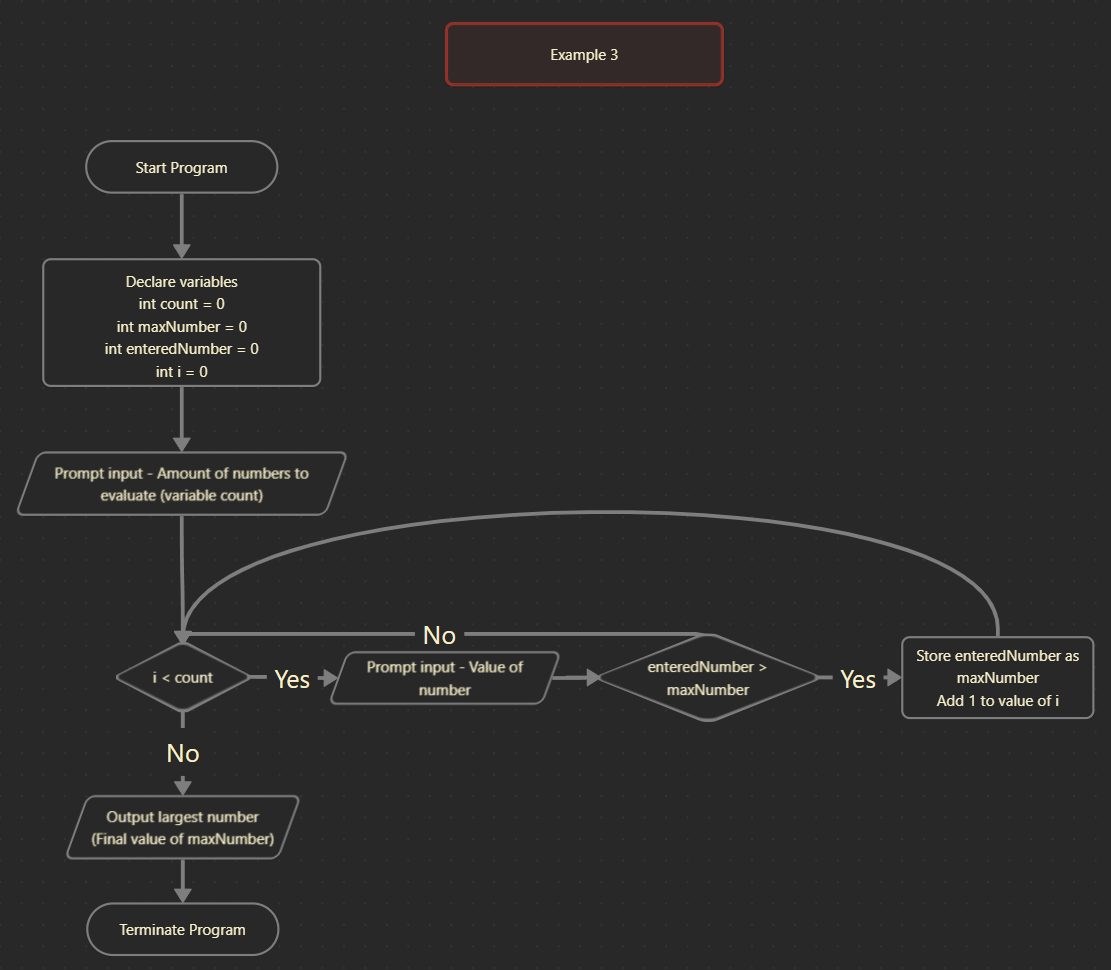 Example 3
Start Program
Declare variables
int count = 0
int maxNumber = 0
int enteredNumber = 0
int i = 0
Prompt input - Amount of numbers to
evaluate (variable count)
No
i < count
Yes
Prompt input - Value of
number
enteredNumber >
maxNumber
Yes
Store enteredNumber as
maxNumber
Add 1 to value of i
No
Output largest number
(Final value of maxNumber)
Terminate Program